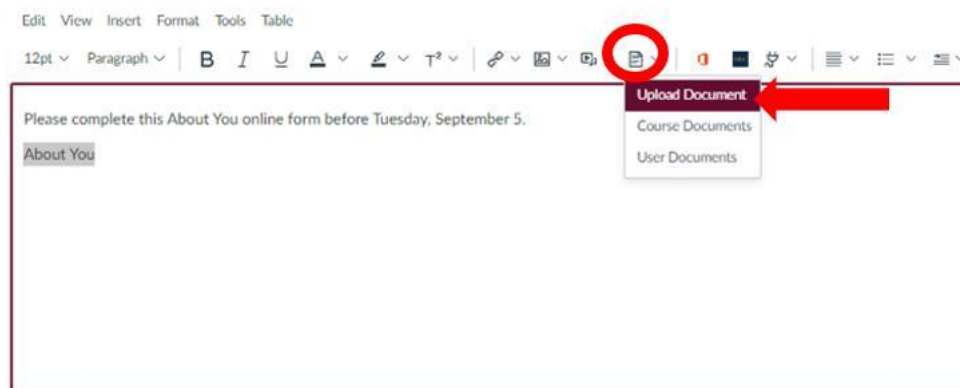 Edit View Insert Format Tools Table
12pt Paragraph B I U A T²
Upload Document
Course Documents
User Documents
Please complete this About You online form before Tuesday, September 5.
About You